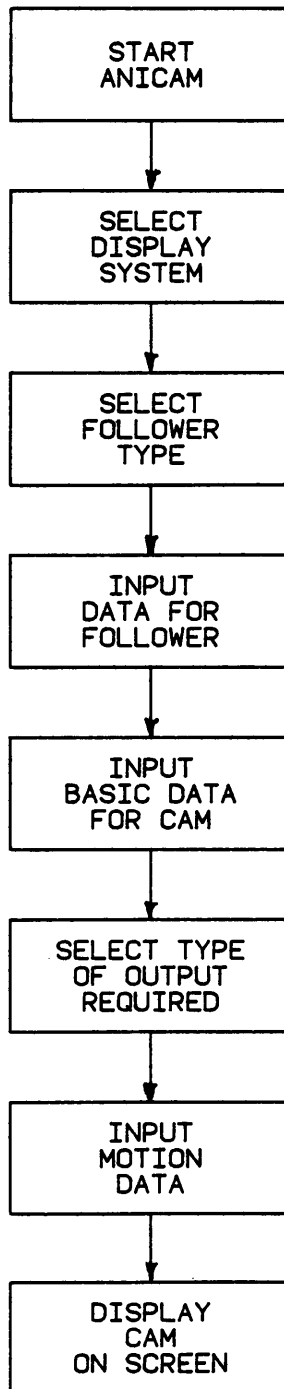 START
ANICAM
SELECT
DISPLAY
SYSTEM
SELECT
FOLLOWER
TYPE
INPUT
DATA FOR
FOLLOWER
INPUT
BASIC DATA
FOR CAM
SELECT TYPE
OF OUTPUT
REQUIRED
INPUT
MOTION
DATA
DISPLAY
CAM
ON SCREEN